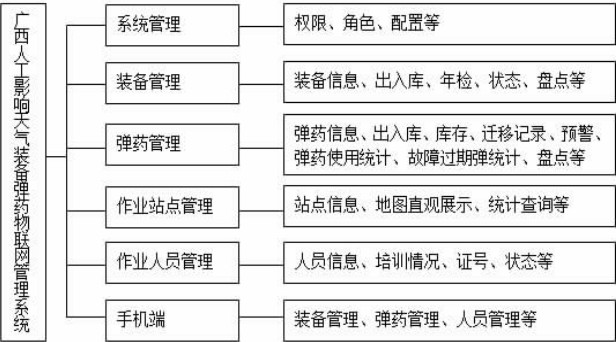 广西人工影响天气装备弹药物联网管理系统
系统管理
权限、角色、配置等
装备管理
装备信息、出入库、年检、状态、盘点等
弹药管理
弹药信息、出入库、库存、迁移记录、预警、
弹药使用统计、故障过期弹统计、盘点等
作业站点管理
站点信息、地图直观展示、统计查询等
作业人员管理
人员信息、培训情况、证号、状态等
手机端
装备管理、弹药管理、人员管理等